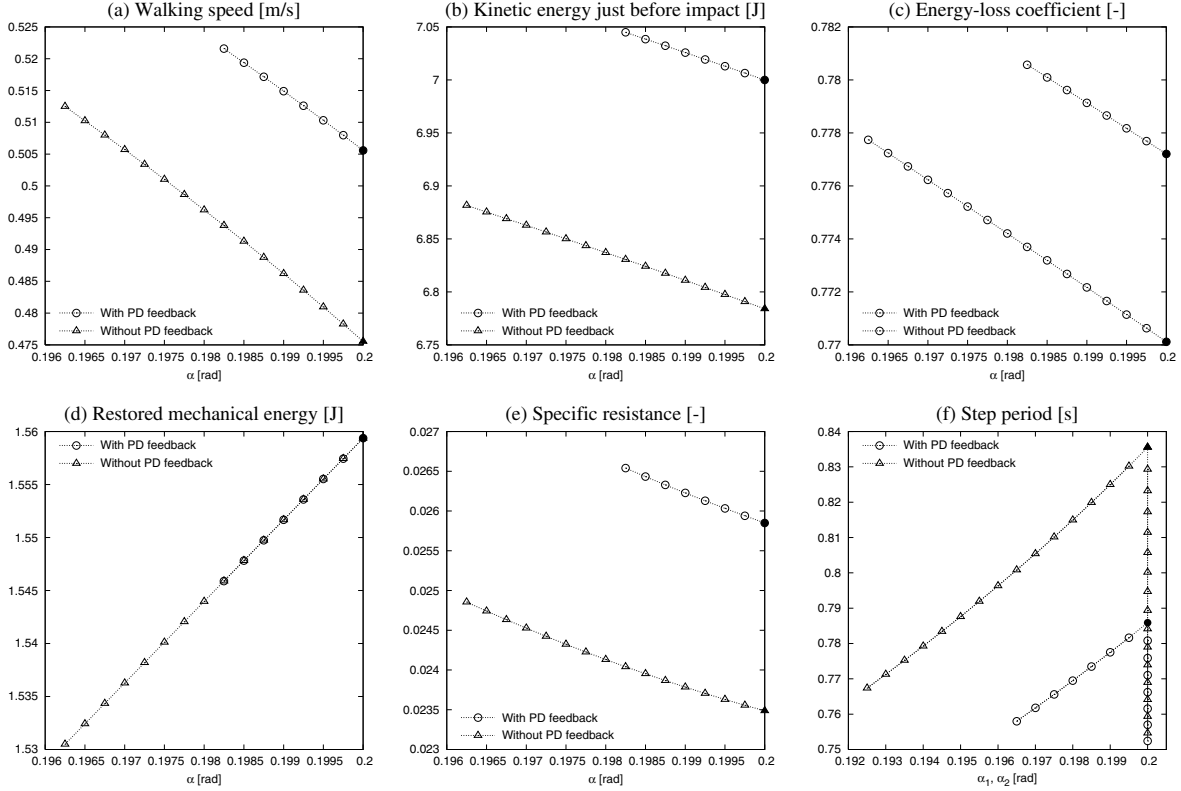 (a) Walking speed [m/s]
0.525
0.52
0.515
0.51
0.505
0.5
0.495
0.49
0.485
0.48
0.475
With PD feedback
Without PD feedback
0.196 0.1965 0.197 0.1975 0.198 0.1985 0.199 0.1995 0.2
α [rad]
(b) Kinetic energy just before impact [J]
7.05
7
6.95
6.9
6.85
6.8
6.75
With PD feedback
Without PD feedback
0.196 0.1965 0.197 0.1975 0.198 0.1985 0.199 0.1995 0.2
α [rad]
(c) Energy-loss coefficient [-]
0.782
0.78
0.778
0.776
0.774
0.772
0.77
With PD feedback
Without PD feedback
0.196 0.1965 0.197 0.1975 0.198 0.1985 0.199 0.1995 0.2
α [rad]
(d) Restored mechanical energy [J]
1.56
1.555
1.55
1.545
1.54
1.535
1.53
With PD feedback
Without PD feedback
0.196 0.1965 0.197 0.1975 0.198 0.1985 0.199 0.1995 0.2
α [rad]
(e) Specific resistance [-]
0.027
0.0265
0.026
0.0255
0.025
0.0245
0.024
0.0235
0.023
With PD feedback
Without PD feedback
0.196 0.1965 0.197 0.1975 0.198 0.1985 0.199 0.1995 0.2
α [rad]
(f) Step period [s]
0.84
0.83
0.82
0.81
0.8
0.79
0.78
0.77
0.76
0.75
With PD feedback
Without PD feedback
0.192 0.193 0.194 0.195 0.196 0.197 0.198 0.199 0.2
α₁, α₂ [rad]